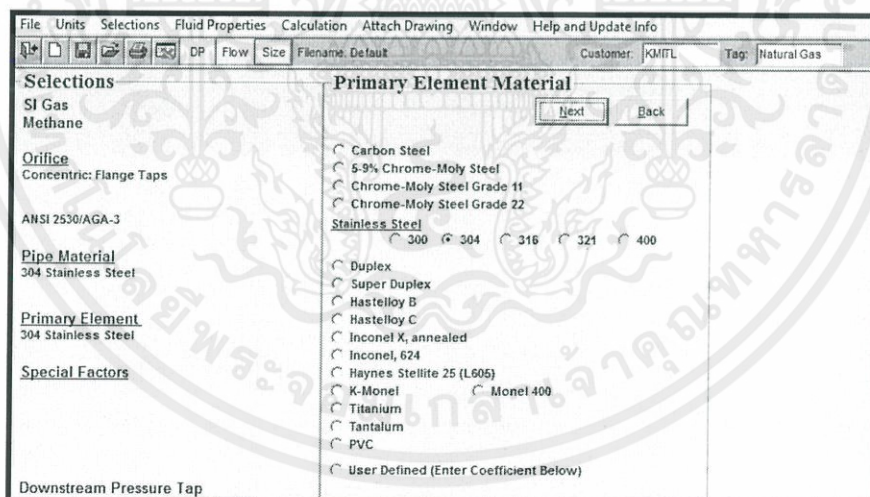 File Units Selections Fluid Properties Calculation Attach Drawing Window Help and Update Info
DP Flow Size Filename: Default Customer: KMITL Tag: Natural Gas
Selections
SI Gas
Methane
Orifice
Concentric: Flange Taps
ANSI 2530/AGA-3
Pipe Material
304 Stainless Steel
Primary Element
304 Stainless Steel
Special Factors
Downstream Pressure Tap
Primary Element Material
Next Back
Carbon Steel
5-9% Chrome-Moly Steel
Chrome-Moly Steel Grade 11
Chrome-Moly Steel Grade 22
Stainless Steel
300 304 316 321 400
Duplex
Super Duplex
Hastelloy B
Hastelloy C
Inconel X, annealed
Inconel, 624
Haynes Stellite 25 (L605)
K-Monel Monel 400
Titanium
Tantalum
PVC
User Defined (Enter Coefficient Below)